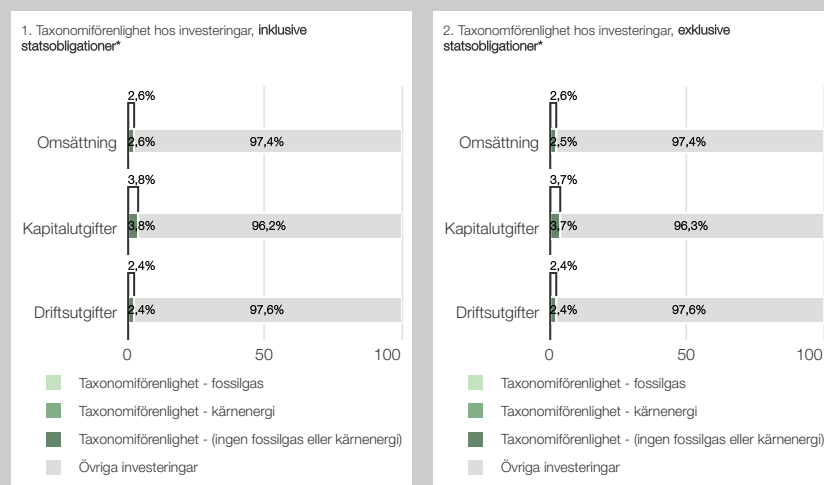 1. Taxonomiförenlighet hos investeringar, inklusive
statsobligationer*
2,6%
Omsättning 2,6% 97,4%
3,8%
Kapitalutgifter 3,8% 96,2%
2,4%
Driftsutgifter 2,4% 97,6%
0 50 100
Taxonomiförenlighet - fossilgas
Taxonomiförenlighet - kärnenergi
Taxonomiförenlighet - (ingen fossilgas eller kärnenergi)
Övriga investeringar
2. Taxonomförenlighet hos investeringar, exklusive
statsobligationer*
2,6%
Omsättning 2,5% 97,4%
3,7%
Kapitalutgifter 3,7% 96,3%
2,4%
Driftsutgifter 2,4% 97,6%
0 50 100
Taxonomiförenlighet - fossilgas
Taxonomiförenlighet - kärnenergi
Taxonomiförenlighet - (ingen fossilgas eller kärnenergi)
Övriga investeringar